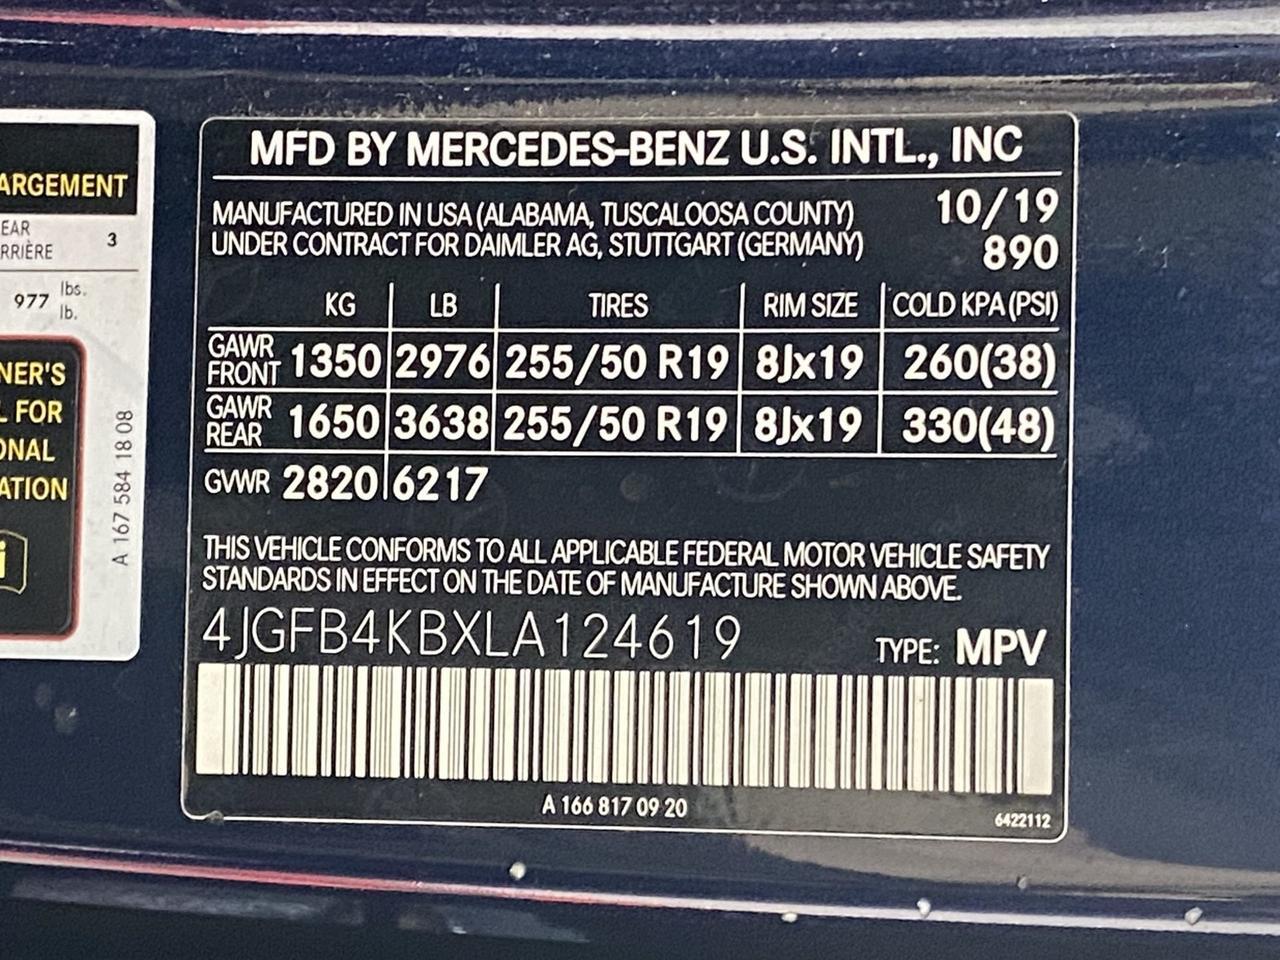 ARGEMENT
EAR
RRIÈRE
3
977 lbs.
lb.
NER'S
L FOR
ONAL
ATION
i
A 167 584 18 08
MFD BY MERCEDES-BENZ U.S. INTL., INC
MANUFACTURED IN USA (ALABAMA, TUSCALOOSA COUNTY) 10/19
UNDER CONTRACT FOR DAIMLER AG, STUTTGART (GERMANY) 890
KG LB TIRES RIM SIZE COLD KPA (PSI)
GAWR FRONT 1350 2976 255/50 R19 8Jx19 260(38)
GAWR REAR 1650 3638 255/50 R19 8Jx19 330(48)
GVWR 2820 6217
THIS VEHICLE CONFORMS TO ALL APPLICABLE FEDERAL MOTOR VEHICLE SAFETY
STANDARDS IN EFFECT ON THE DATE OF MANUFACTURE SHOWN ABOVE.
4JGFB4KBXLA124619 TYPE: MPV
A 166 817 09 20
6422112